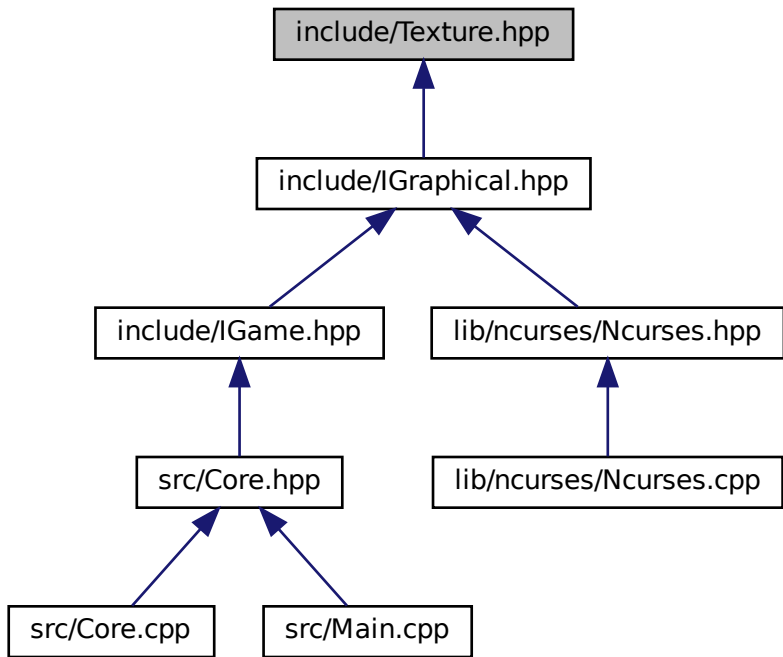 include/Texture.hpp
include/IGraphical.hpp
include/IGame.hpp
lib/ncurses/Ncurses.hpp
src/Core.hpp
lib/ncurses/Ncurses.cpp
src/Core.cpp
src/Main.cpp